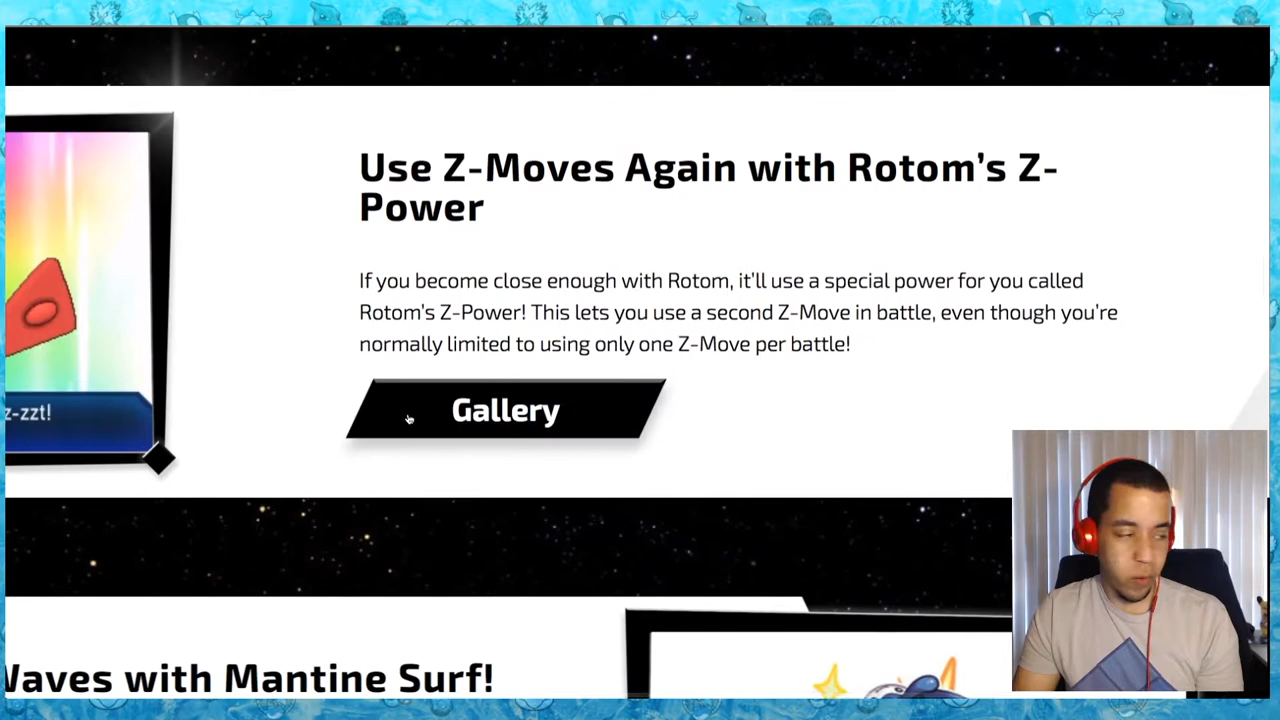 Use Z-Moves Again with Rotom's Z-
Power
If you become close enough with Rotom, it'll use a special power for you called
Rotom's Z-Power! This lets you use a second Z-Move in battle, even though you're
normally limited to using only one Z-Move per battle!
z-zzt!
Gallery
Waves with Mantine Surf!